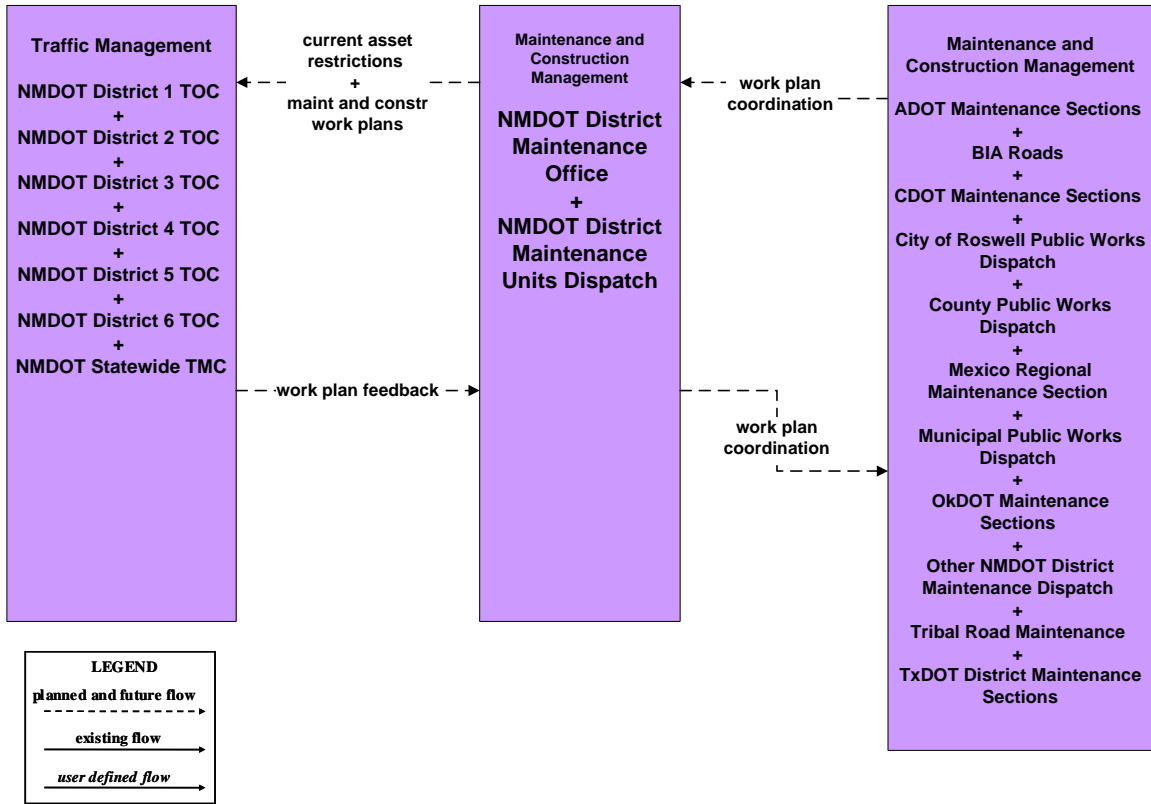 Traffic Management
NMDOT District 1 TOC
+
NMDOT District 2 TOC
+
NMDOT District 3 TOC
+
NMDOT District 4 TOC
+
NMDOT District 5 TOC
+
NMDOT District 6 TOC
+
NMDOT Statewide TMC
current asset
restrictions
+
maint and constr
work plans
work plan feedback
Maintenance and
Construction
Management
NMDOT District
Maintenance
Office
+
NMDOT District
Maintenance
Units Dispatch
work plan
coordination
work plan
coordination
Maintenance and
Construction Management
ADOT Maintenance Sections
+
BIA Roads
+
CDOT Maintenance Sections
+
City of Roswell Public Works
Dispatch
+
County Public Works
Dispatch
+
Mexico Regional
Maintenance Section
+
Municipal Public Works
Dispatch
+
OkDOT Maintenance
Sections
+
Other NMDOT District
Maintenance Dispatch
+
Tribal Road Maintenance
+
TxDOT District Maintenance
Sections
LEGEND
planned and future flow
existing flow
user defined flow